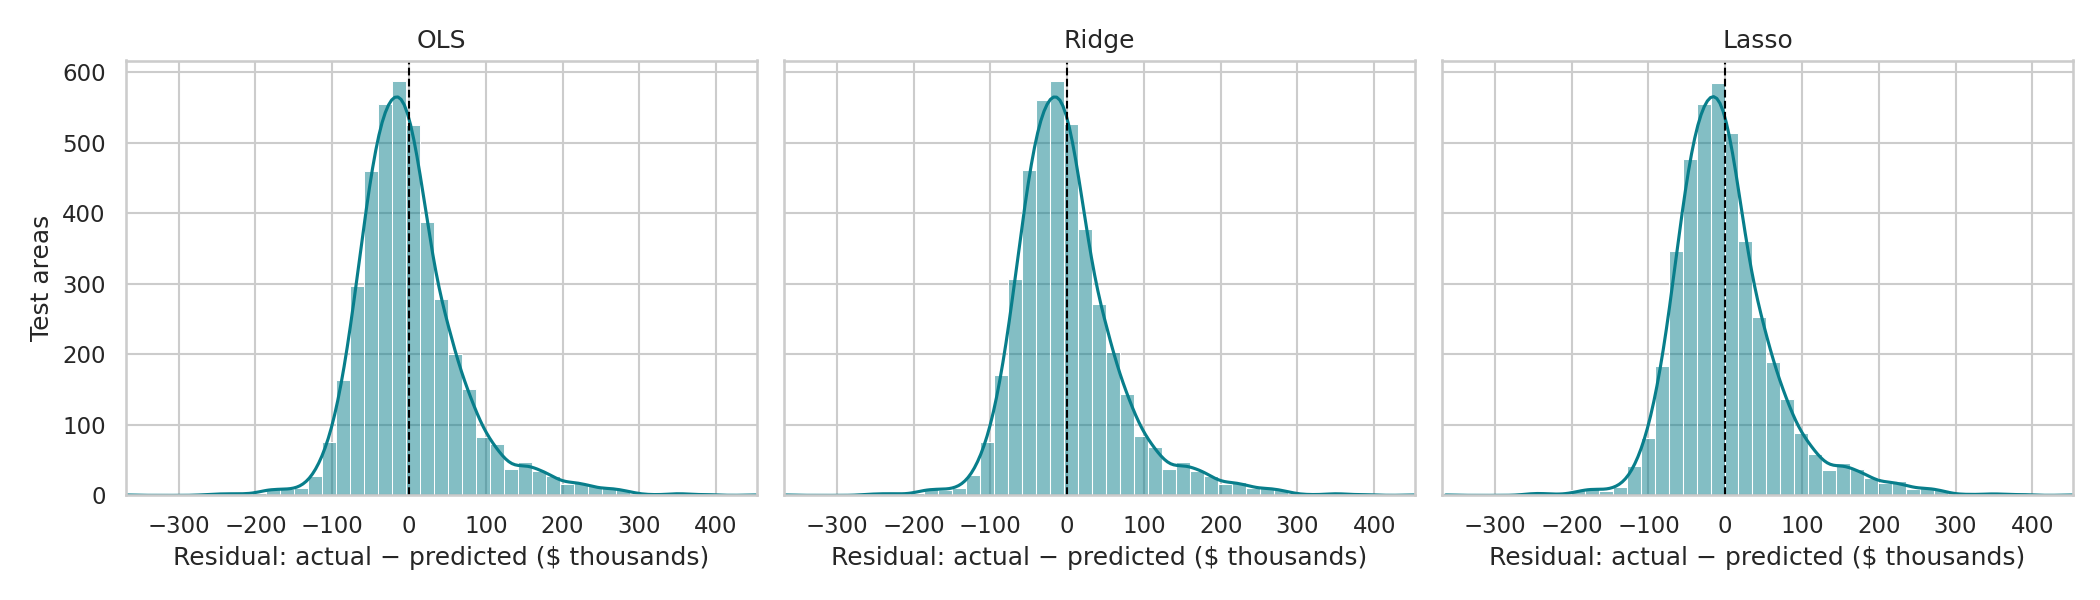 OLS
Ridge
Lasso
Test areas
600
500
400
300
200
100
0
−300 −200 −100 0 100 200 300 400
−300 −200 −100 0 100 200 300 400
−300 −200 −100 0 100 200 300 400
Residual: actual − predicted ($ thousands)
Residual: actual − predicted ($ thousands)
Residual: actual − predicted ($ thousands)